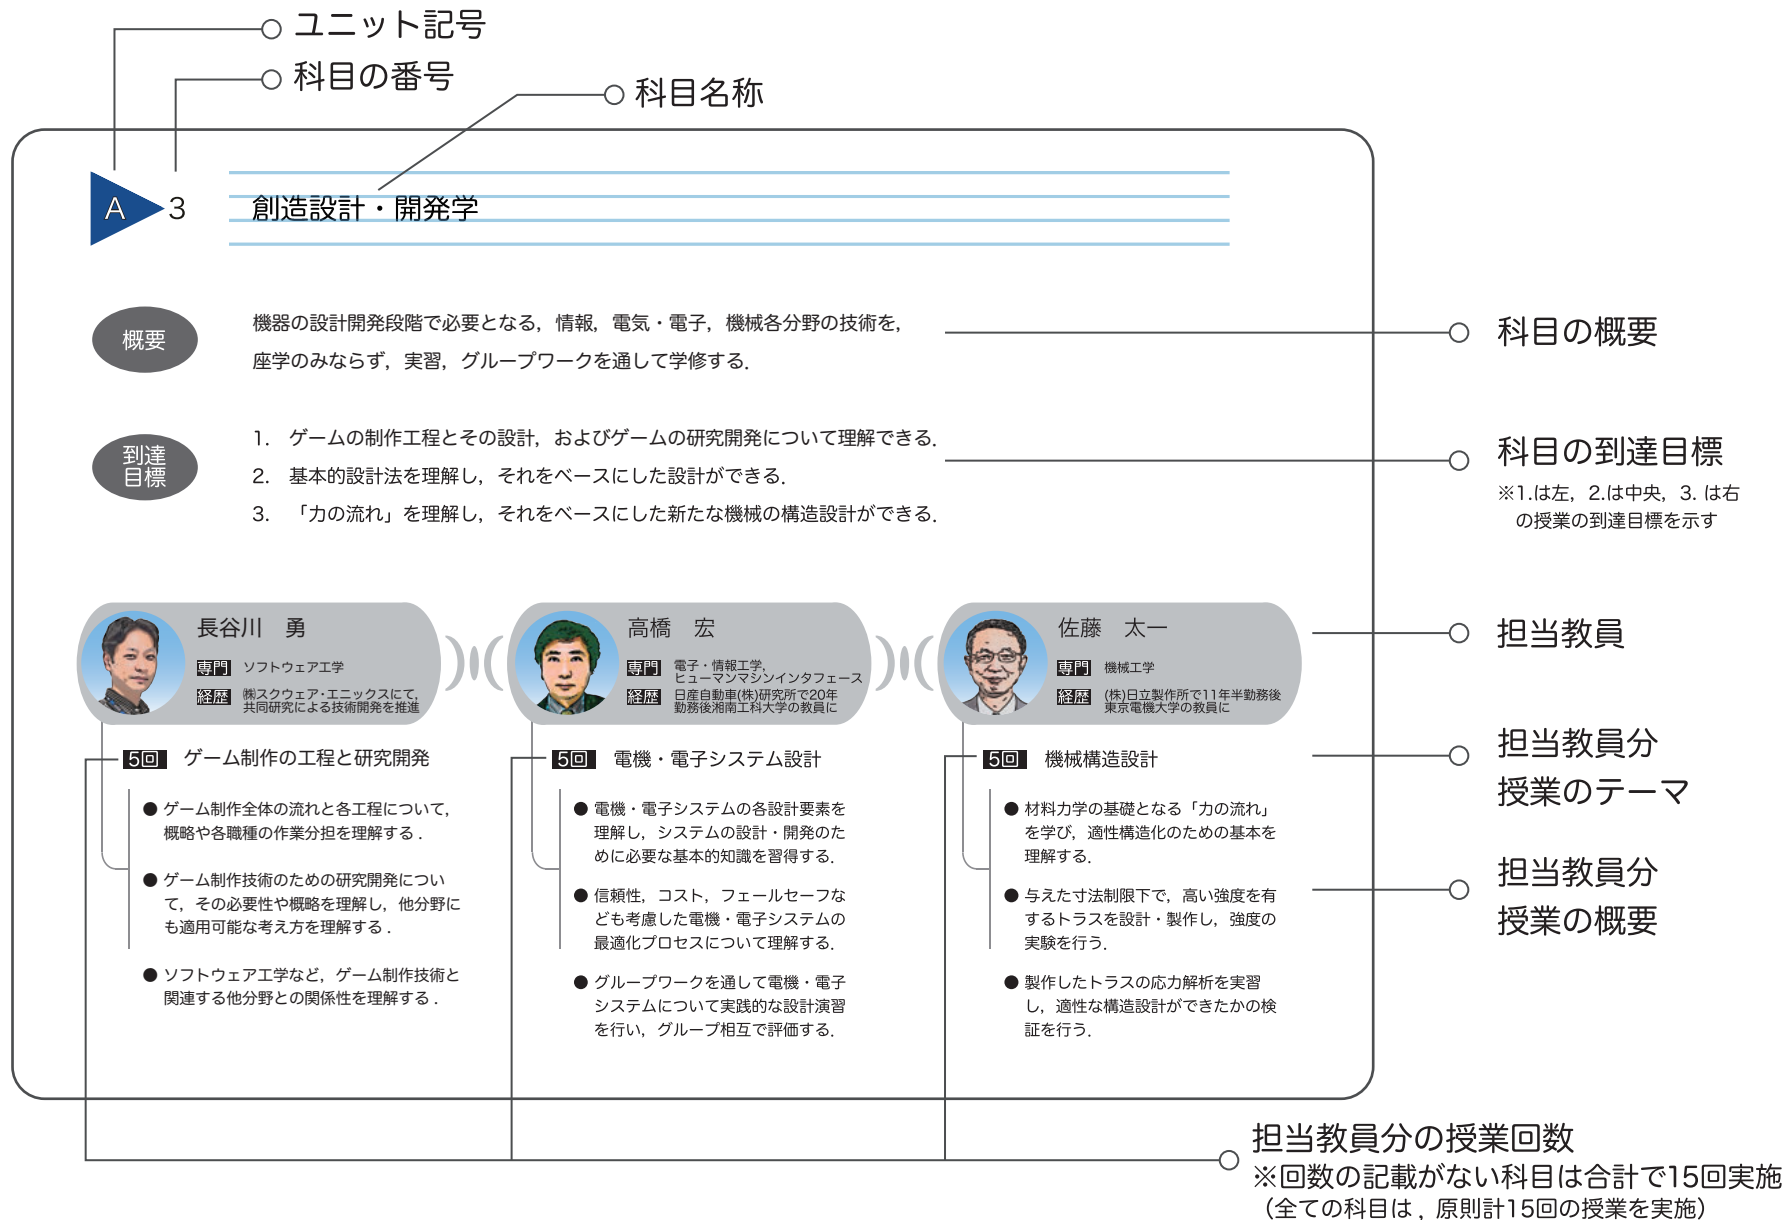 ユニット記号
科目の番号
科目名称
A 3 創造設計・開発学
概要
機器の設計開発段階で必要となる，情報，電気・電子，機械各分野の技術を，
座学のみならず，実習，グループワークを通して学修する．
科目の概要
到達
目標
1. ゲームの制作工程とその設計，およびゲームの研究開発について理解できる．
2. 基本的設計法を理解し，それをベースにした設計ができる．
3. 「力の流れ」を理解し，それをベースにした新たな機械の構造設計ができる．
科目の到達目標
※1.は左，2.は中央，3. は右
の授業の到達目標を示す
長谷川 勇
専門 ソフトウェア工学
経歴 ㈱スクウェア・エニックスにて，
共同研究による技術開発を推進
高橋 宏
専門 電子・情報工学，
ヒューマンマシンインタフェース
経歴 日産自動車(株)研究所で20年
勤務後湘南工科大学の教員に
佐藤 太一
専門 機械工学
経歴 (株)日立製作所で11年半勤務後
東京電機大学の教員に
担当教員
5回 ゲーム制作の工程と研究開発
● ゲーム制作全体の流れと各工程について，
概略や各職種の作業分担を理解する．
● ゲーム制作技術のための研究開発につい
て，その必要性や概略を理解し，他分野に
も適用可能な考え方を理解する．
● ソフトウェア工学など，ゲーム制作技術と
関連する他分野との関係性を理解する．
5回 電機・電子システム設計
● 電機・電子システムの各設計要素を
理解し，システムの設計・開発のた
めに必要な基本的知識を習得する．
● 信頼性，コスト，フェールセーフな
ども考慮した電機・電子システムの
最適化プロセスについて理解する．
● グループワークを通して電機・電子
システムについて実践的な設計演習
を行い，グループ相互で評価する．
5回 機械構造設計
● 材料力学の基礎となる「力の流れ」
を学び，適性構造化のための基本を
理解する．
● 与えた寸法制限下で，高い強度を有
するトラスを設計・製作し，強度の
実験を行う．
● 製作したトラスの応力解析を実習
し，適性な構造設計ができたかの検
証を行う．
担当教員分
授業のテーマ
担当教員分
授業の概要
担当教員分の授業回数
※回数の記載がない科目は合計で15回実施
（全ての科目は，原則計15回の授業を実施）